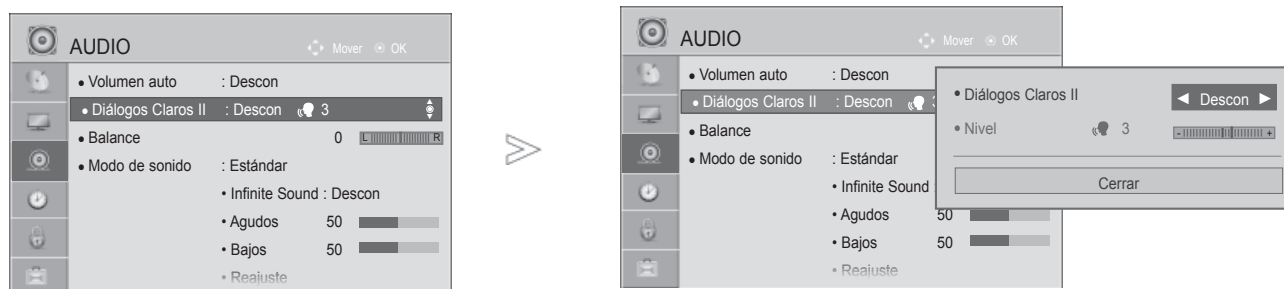 AUDIO
Mover OK
• Volumen auto : Descon
• Diálogos Claros II : Descon 3
• Balance 0 L R
• Modo de sonido : Estándar
• Infinite Sound : Descon
• Agudos 50
• Bajos 50
• Reajuste
AUDIO
Mover OK
• Volumen auto : Descon
• Diálogos Claros II : Descon
• Balance
• Modo de sonido : Estándar
• Infinite Sound :
• Agudos 50
• Bajos 50
• Reajuste
• Diálogos Claros II ◄ Descon ►
• Nivel 3 - +
Cerrar